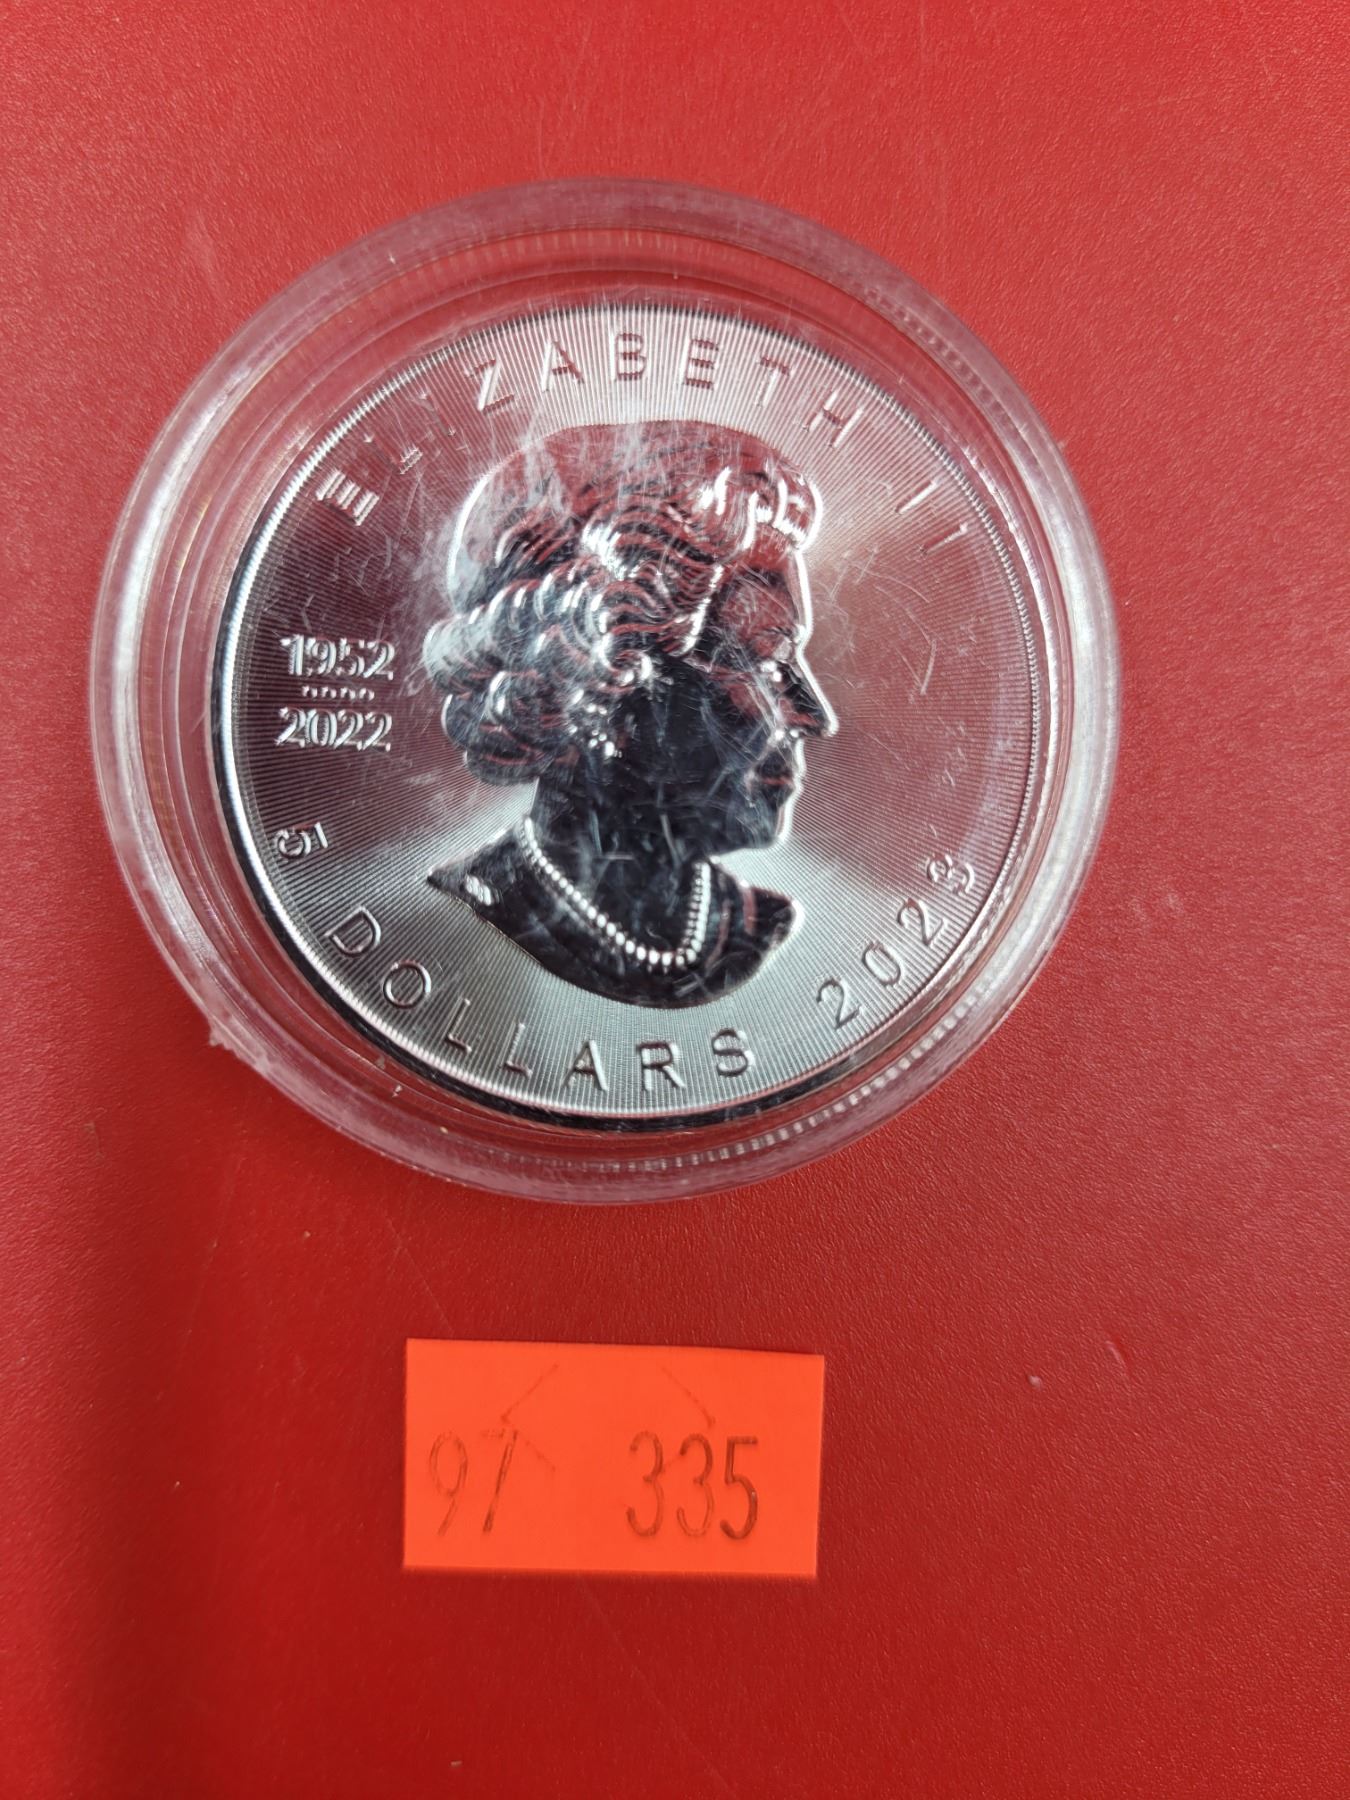 ELIZABETH II
1952
2022
5 DOLLARS 2023
97 335